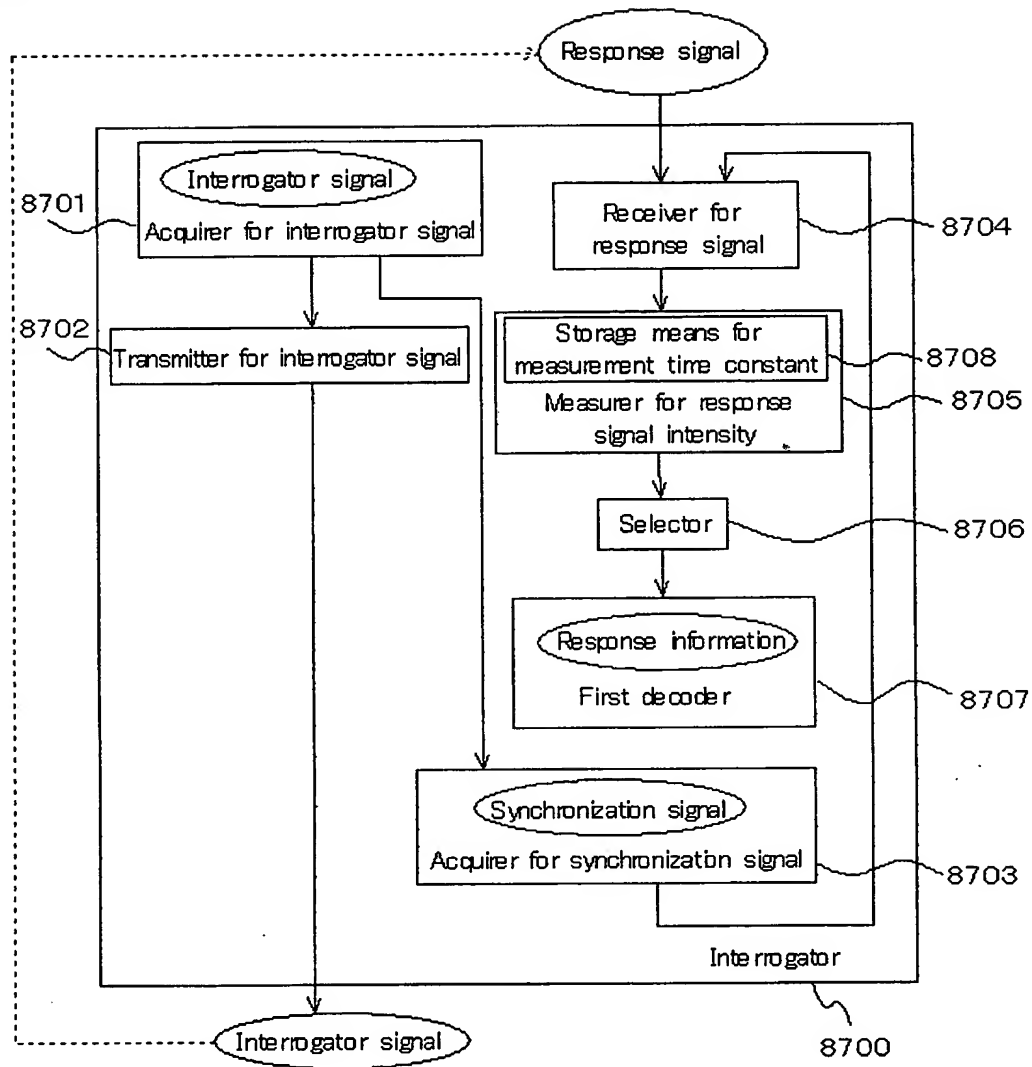 Response signal
Interrogator signal
Acquirer for interrogator signal
8701
Receiver for
response signal
8704
8702
Transmitter for interrogator signal
Storage means for
measurement time constant
8708
Measurer for response
signal intensity
8705
Selector
8706
Response information
First decoder
8707
Synchronization signal
Acquirer for synchronization signal
8703
Interrogator
8700
Interrogator signal